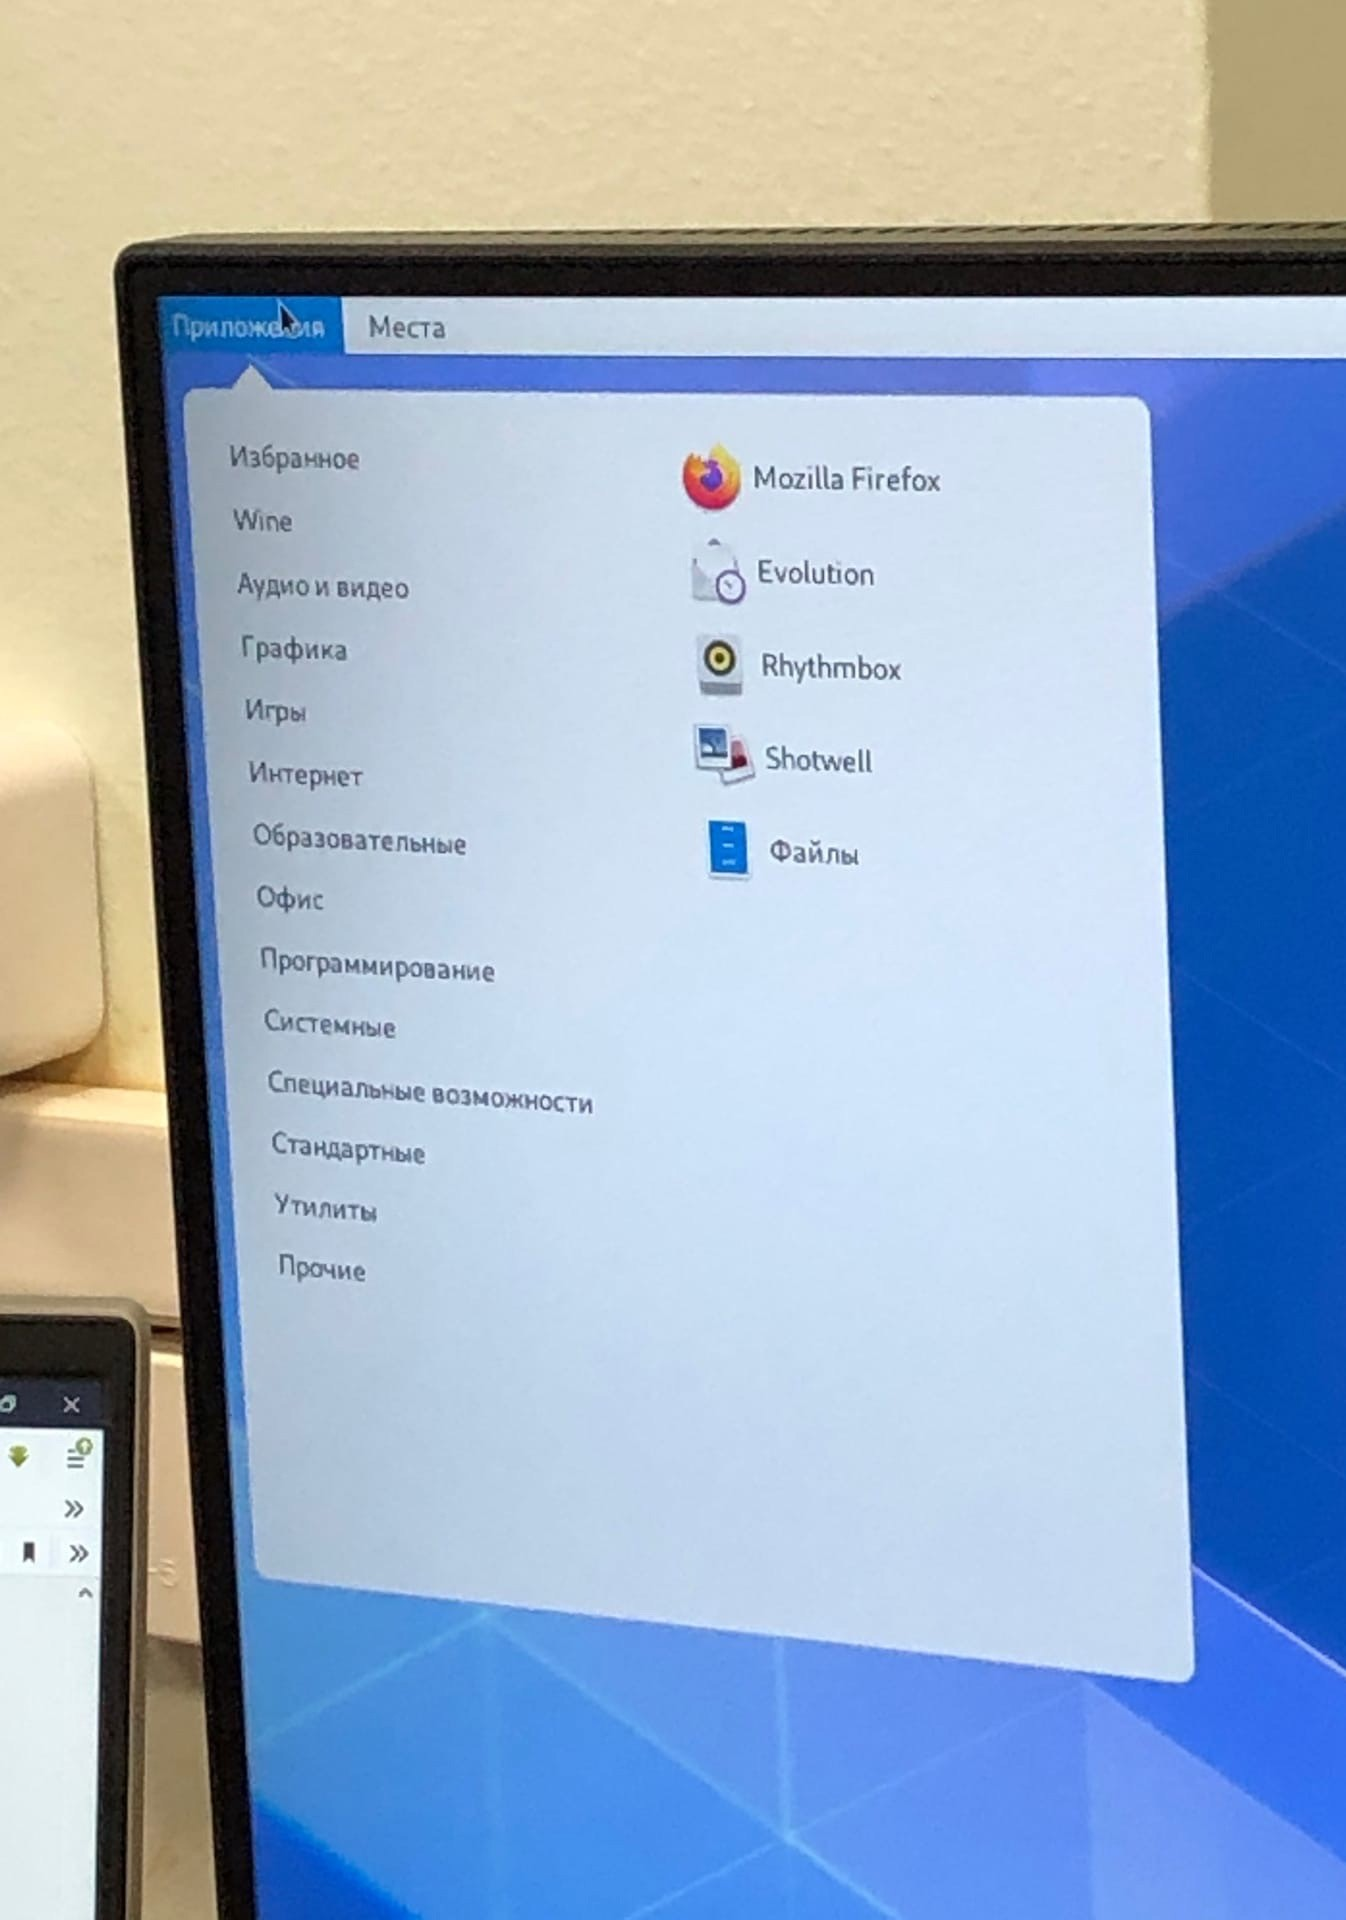 Приложения Места
Избранное
Wine
Аудио и видео
Графика
Игры
Интернет
Образовательные
Офис
Программирование
Системные
Специальные возможности
Стандартные
Утилиты
Прочие
Mozilla Firefox
Evolution
Rhythmbox
Shotwell
Файлы